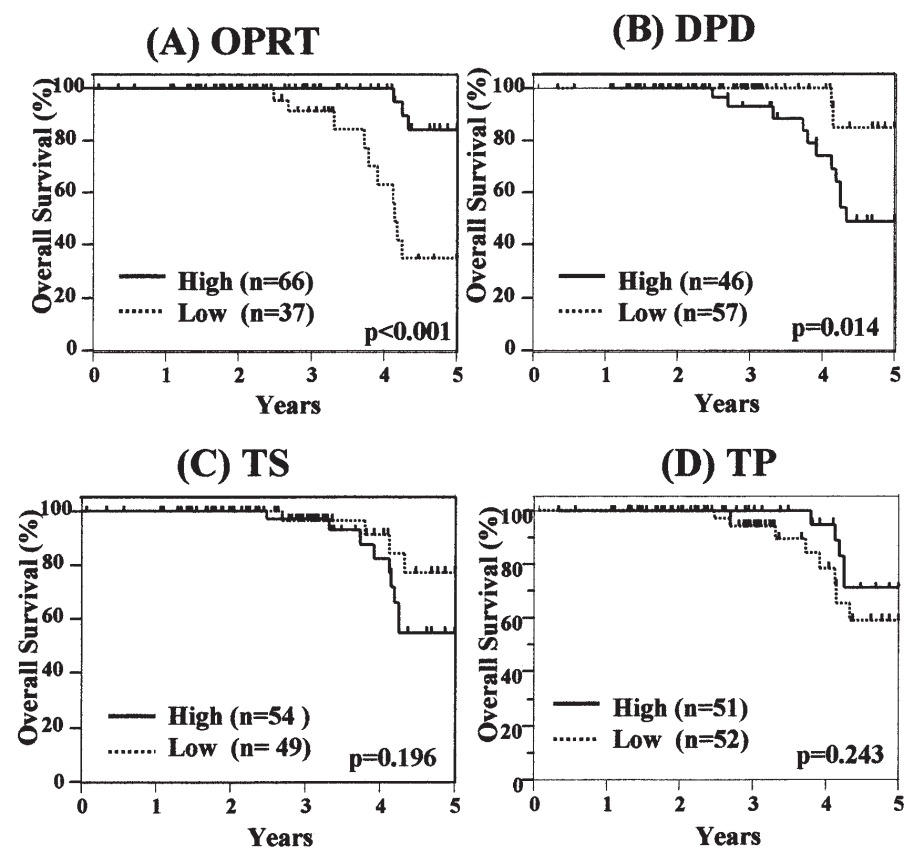 (A) OPRT
Overall Survival (%)
100
80
60
40
20
0
High (n=66)
Low (n=37)
p<0.001
0 1 2 3 4 5
Years
(B) DPD
Overall Survival (%)
100
80
60
40
20
0
High (n=46)
Low (n=57)
p=0.014
0 1 2 3 4 5
Years
(C) TS
Overall Survival (%)
100
80
60
40
20
0
High (n=54 )
Low (n= 49)
p=0.196
0 1 2 3 4 5
Years
(D) TP
Overall Survival (%)
100
80
60
40
20
0
High (n=51)
Low (n=52)
p=0.243
0 1 2 3 4 5
Years